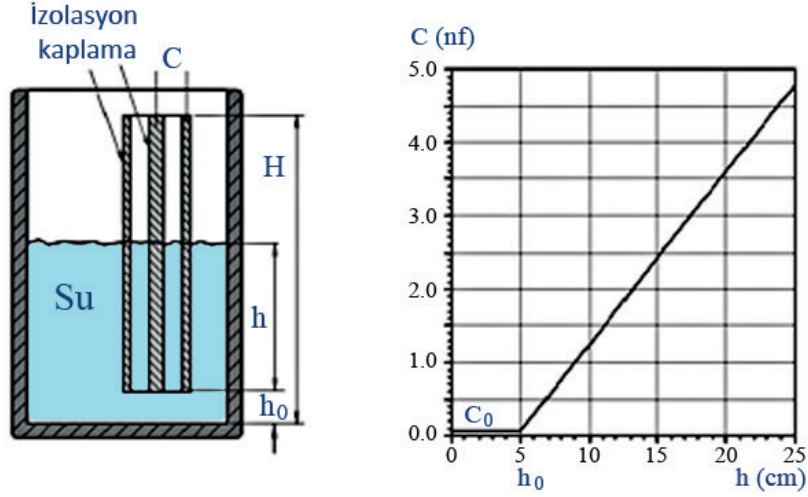 İzolasyon
kaplama
C
H
Su
h
h₀
C (nf)
5.0
4.0
3.0
2.0
1.0
0.0
C₀
0 5 10 15 20 25
h₀ h (cm)